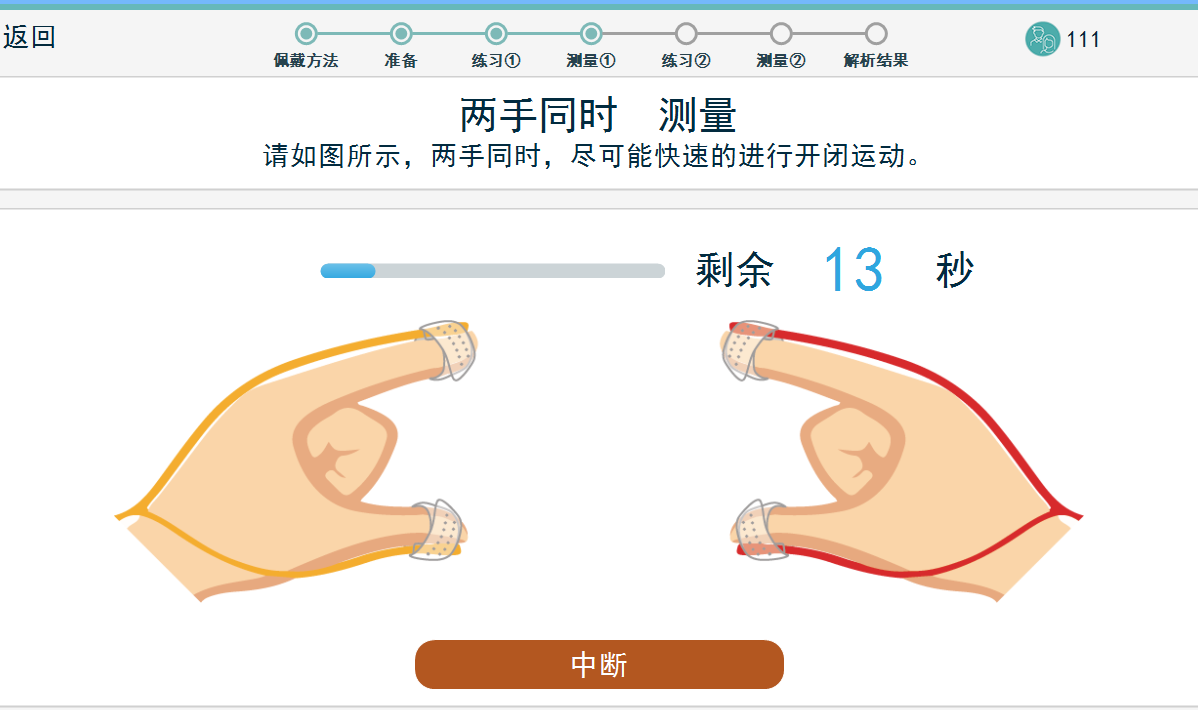 返回
佩戴方法 准备 练习① 测量① 练习② 测量② 解析结果
111
两手同时 测量
请如图所示，两手同时，尽可能快速的进行开闭运动。
剩余 13 秒
中断